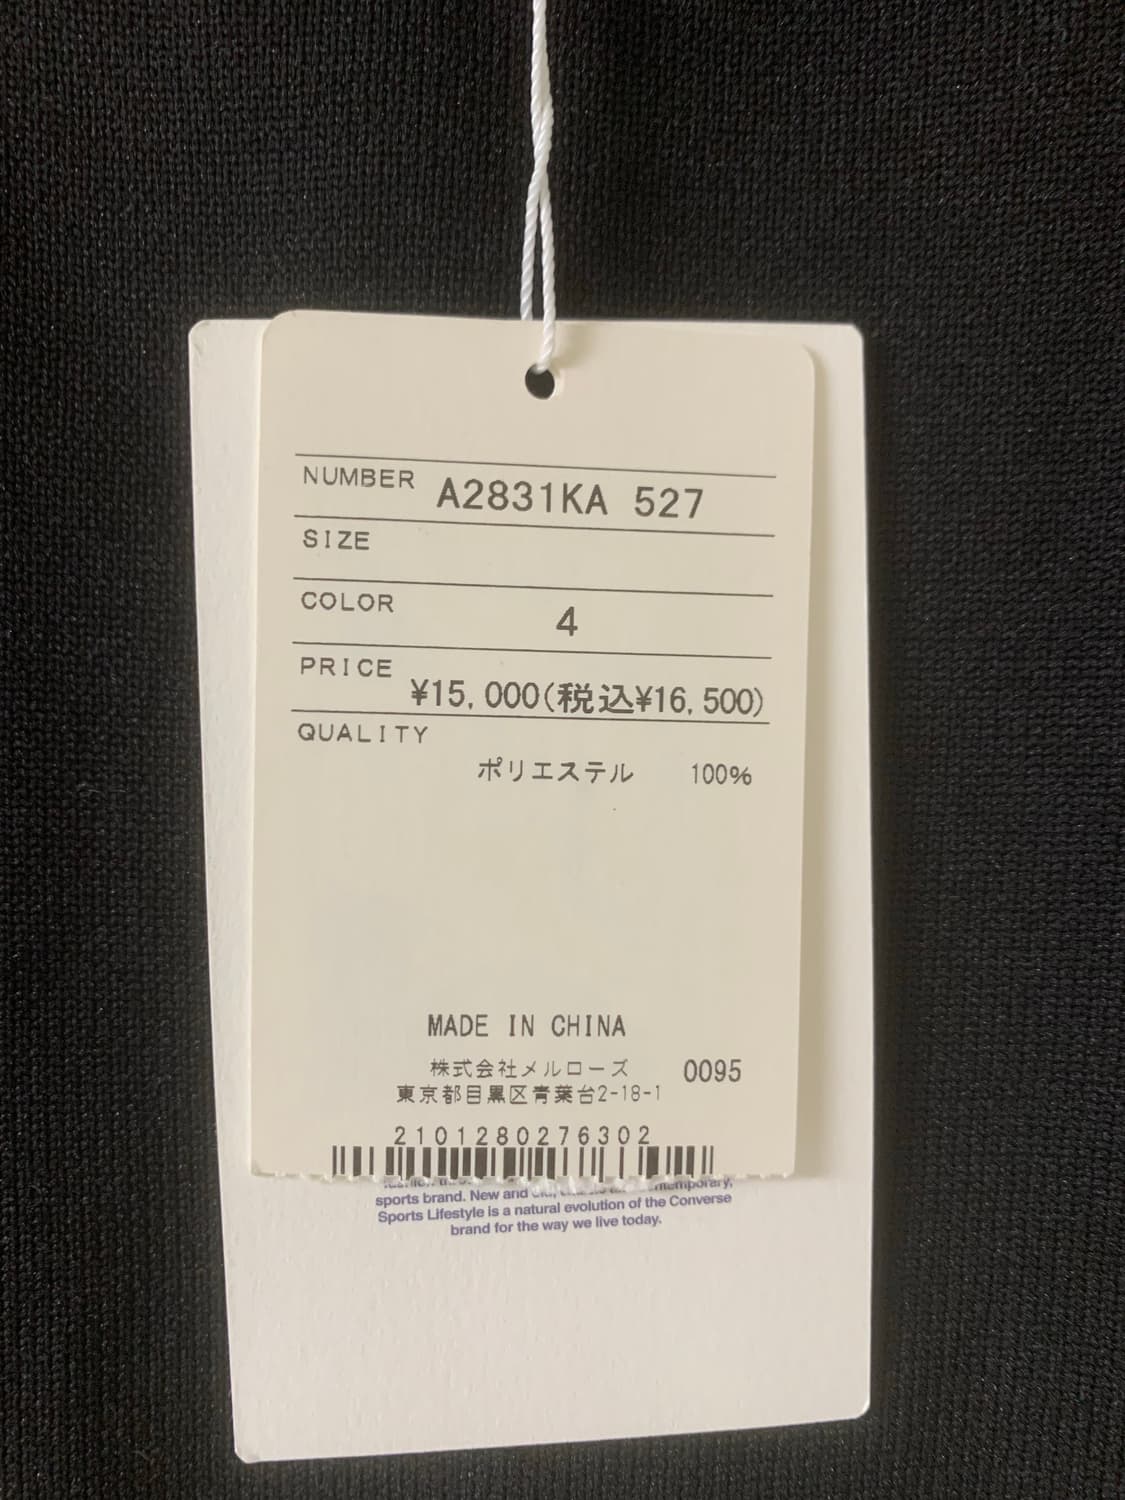 NUMBER A2831KA 527
SIZE
COLOR 4
PRICE ¥15,000(税込¥16,500)
QUALITY
ポリエステル 100%
MADE IN CHINA
株式会社メルローズ 0095
東京都目黒区青葉台2-18-1
2101280276302
sports brand. New and
Sports Lifestyle is a natural evolution of the Converse
brand for the way we live today.